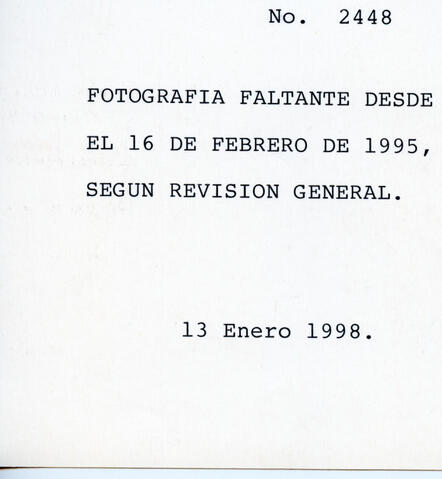 No. 2448
FOTOGRAFIA FALTANTE DESDE
EL 16 DE FEBRERO DE 1995,
SEGUN REVISION GENERAL.
13 Enero 1998.